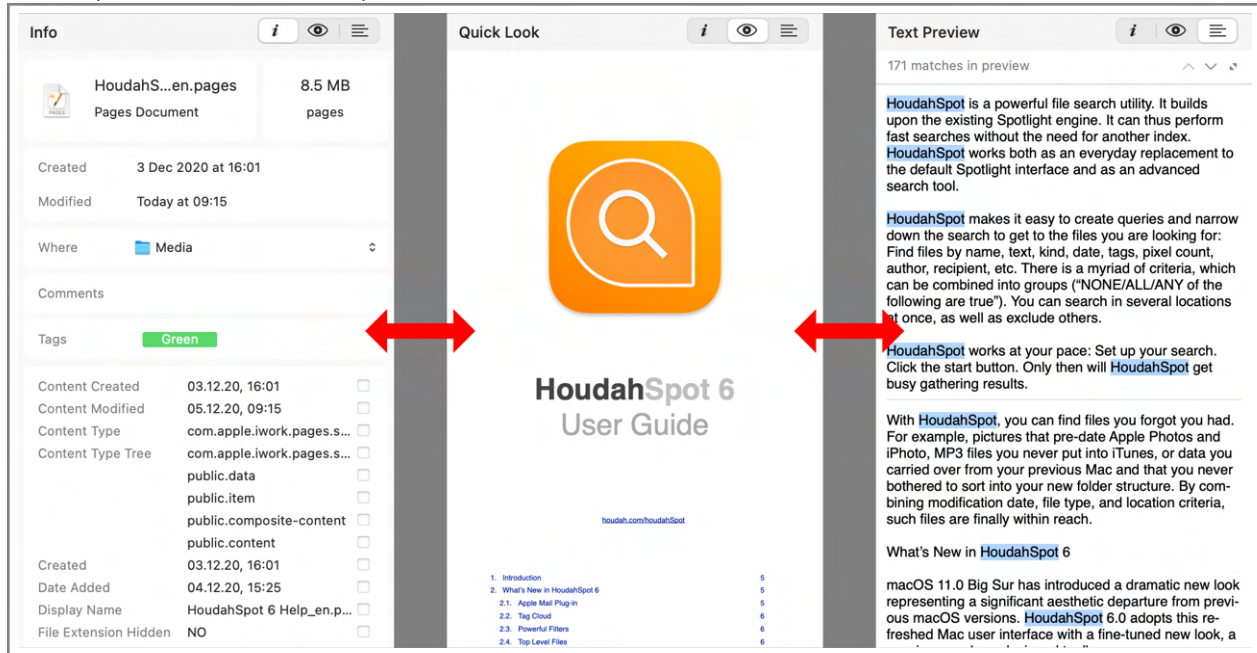 Info
HoudahS...en.pages
Pages Document
8.5 MB
pages
Created 3 Dec 2020 at 16:01
Modified Today at 09:15
Where Media
Comments
Tags Green
Content Created 03.12.20, 16:01
Content Modified 05.12.20, 09:15
Content Type com.apple.iwork.pages.s...
Content Type Tree com.apple.iwork.pages.s...
public.data
public.item
public.composite-content
public.content
Created 03.12.20, 16:01
Date Added 04.12.20, 15:25
Display Name HoudahSpot 6 Help_en.p...
File Extension Hidden NO
Quick Look
HoudahSpot 6
User Guide
houdah.com/houdahSpot
1. Introduction 5
2. What's New in HoudahSpot 6 5
2.1. Apple Mail Plug-in 5
2.2. Tag Cloud 6
2.3. Powerful Filters 6
2.4. Top Level Files 6
Text Preview
171 matches in preview
HoudahSpot is a powerful file search utility. It builds
upon the existing Spotlight engine. It can thus perform
fast searches without the need for another index.
HoudahSpot works both as an everyday replacement to
the default Spotlight interface and as an advanced
search tool.
HoudahSpot makes it easy to create queries and narrow
down the search to get to the files you are looking for:
Find files by name, text, kind, date, tags, pixel count,
author, recipient, etc. There is a myriad of criteria, which
can be combined into groups (“NONE/ALL/ANY of the
following are true”). You can search in several locations
at once, as well as exclude others.
HoudahSpot works at your pace: Set up your search.
Click the start button. Only then will HoudahSpot get
busy gathering results.
With HoudahSpot, you can find files you forgot you had.
For example, pictures that pre-date Apple Photos and
iPhoto, MP3 files you never put into iTunes, or data you
carried over from your previous Mac and that you never
bothered to sort into your new folder structure. By com-
bining modification date, file type, and location criteria,
such files are finally within reach.
What's New in HoudahSpot 6
macOS 11.0 Big Sur has introduced a dramatic new look
representing a significant aesthetic departure from previ-
ous macOS versions. HoudahSpot 6.0 adopts this re-
freshed Mac user interface with a fine-tuned new look, a